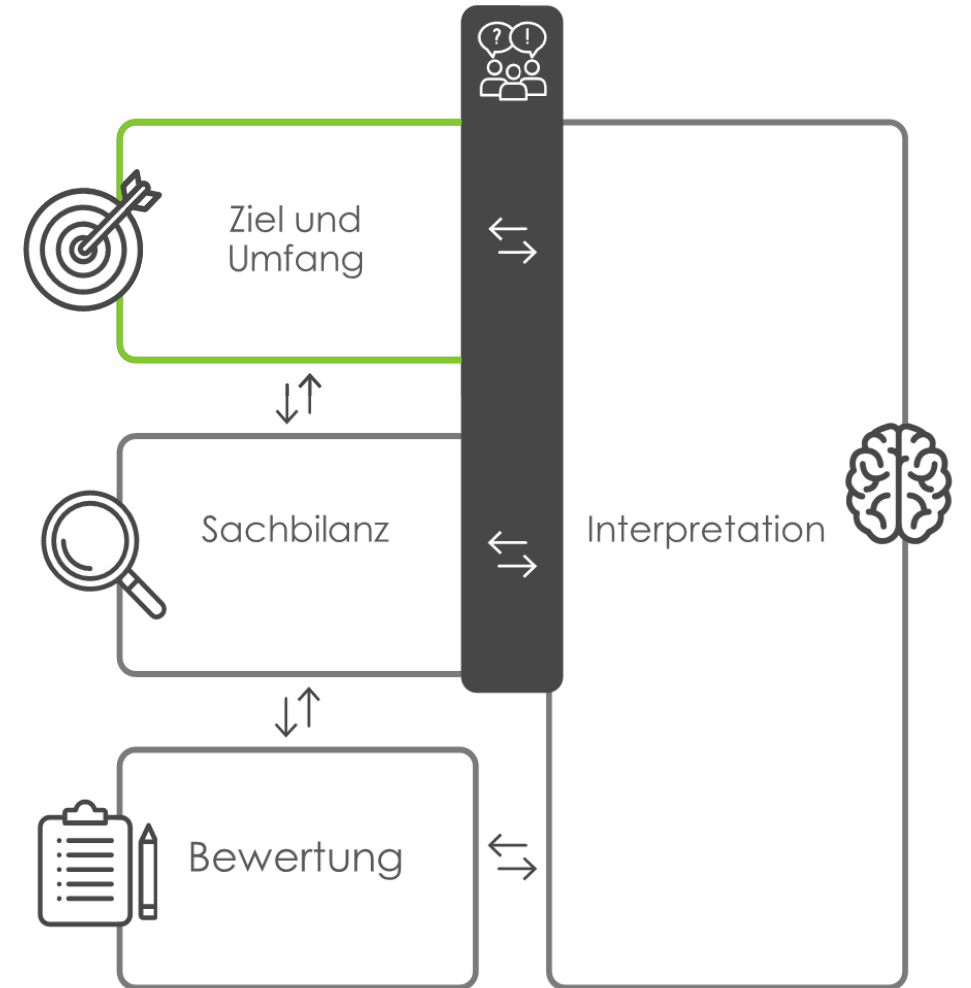 ? !
Ziel und
Umfang
Sachbilanz
Interpretation
Bewertung